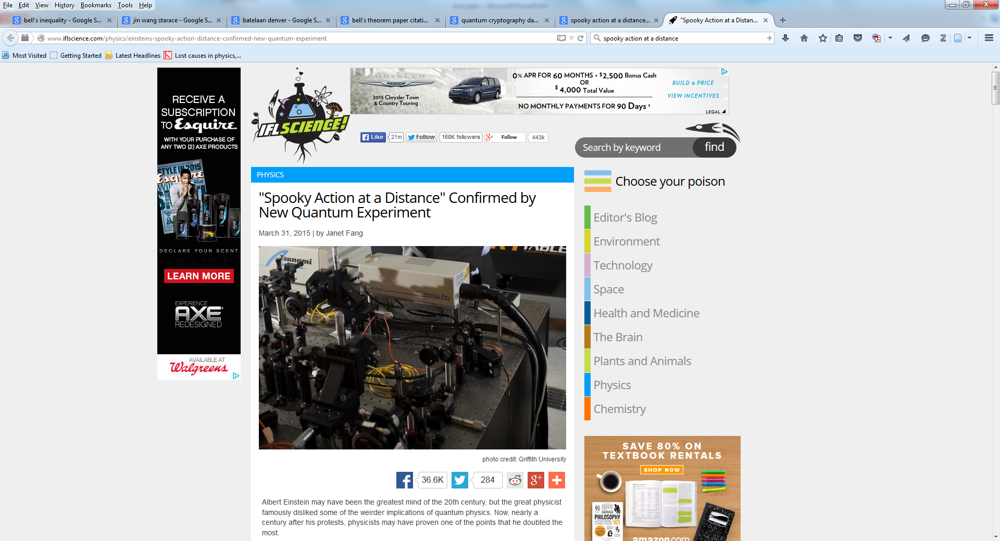 File Edit View History Bookmarks Tools Help
bell's inequality - Google S...
jin wang starace - Google S...
batelaan denver - Google S...
bell's theorem paper citati...
quantum cryptography da...
spooky action at a distance...
"Spooky Action at a Distan...
www.iflscience.com/physics/einsteins-spooky-action-distance-confirmed-new-quantum-experiment
spooky action at a distance
Most Visited Getting Started Latest Headlines Lost causes in physics,...
RECEIVE A
SUBSCRIPTION
TO Esquire
WITH YOUR PURCHASE OF
ANY TWO (2) AXE PRODUCTS
STYLE IN 2015
Esquire
AXE
DECLARE YOUR SCENT
LEARN MORE
EXPERIENCE
AXE
REDESIGNED
AVAILABLE AT
Walgreens
IFLSCIENCE!
CHRYSLER
2015 Chrysler Town
& Country Touring
0% APR FOR 60 MONTHS + $2,500 Bonus Cash
OR
$4,000 Total Value
NO MONTHLY PAYMENTS FOR 90 Days †
BUILD & PRICE
VIEW INCENTIVES
LEGAL
Like 21m Follow 168K followers Follow 443k
Search by keyword find
PHYSICS
"Spooky Action at a Distance" Confirmed by
New Quantum Experiment
March 31, 2015 | by Janet Fang
Tsunami
Millennia Pro
photo credit: Griffith University
36.6K 284
Albert Einstein may have been the greatest mind of the 20th century, but the great physicist
famously disliked some of the weirder implications of quantum physics. Now, nearly a
century after his protests, physicists may have proven one of the points that he doubted the
most.
Choose your poison
Editor's Blog
Environment
Technology
Space
Health and Medicine
The Brain
Plants and Animals
Physics
Chemistry
SAVE 80% ON
TEXTBOOK RENTALS
SHOP NOW
PHILOSOPHY
101
amazon.com